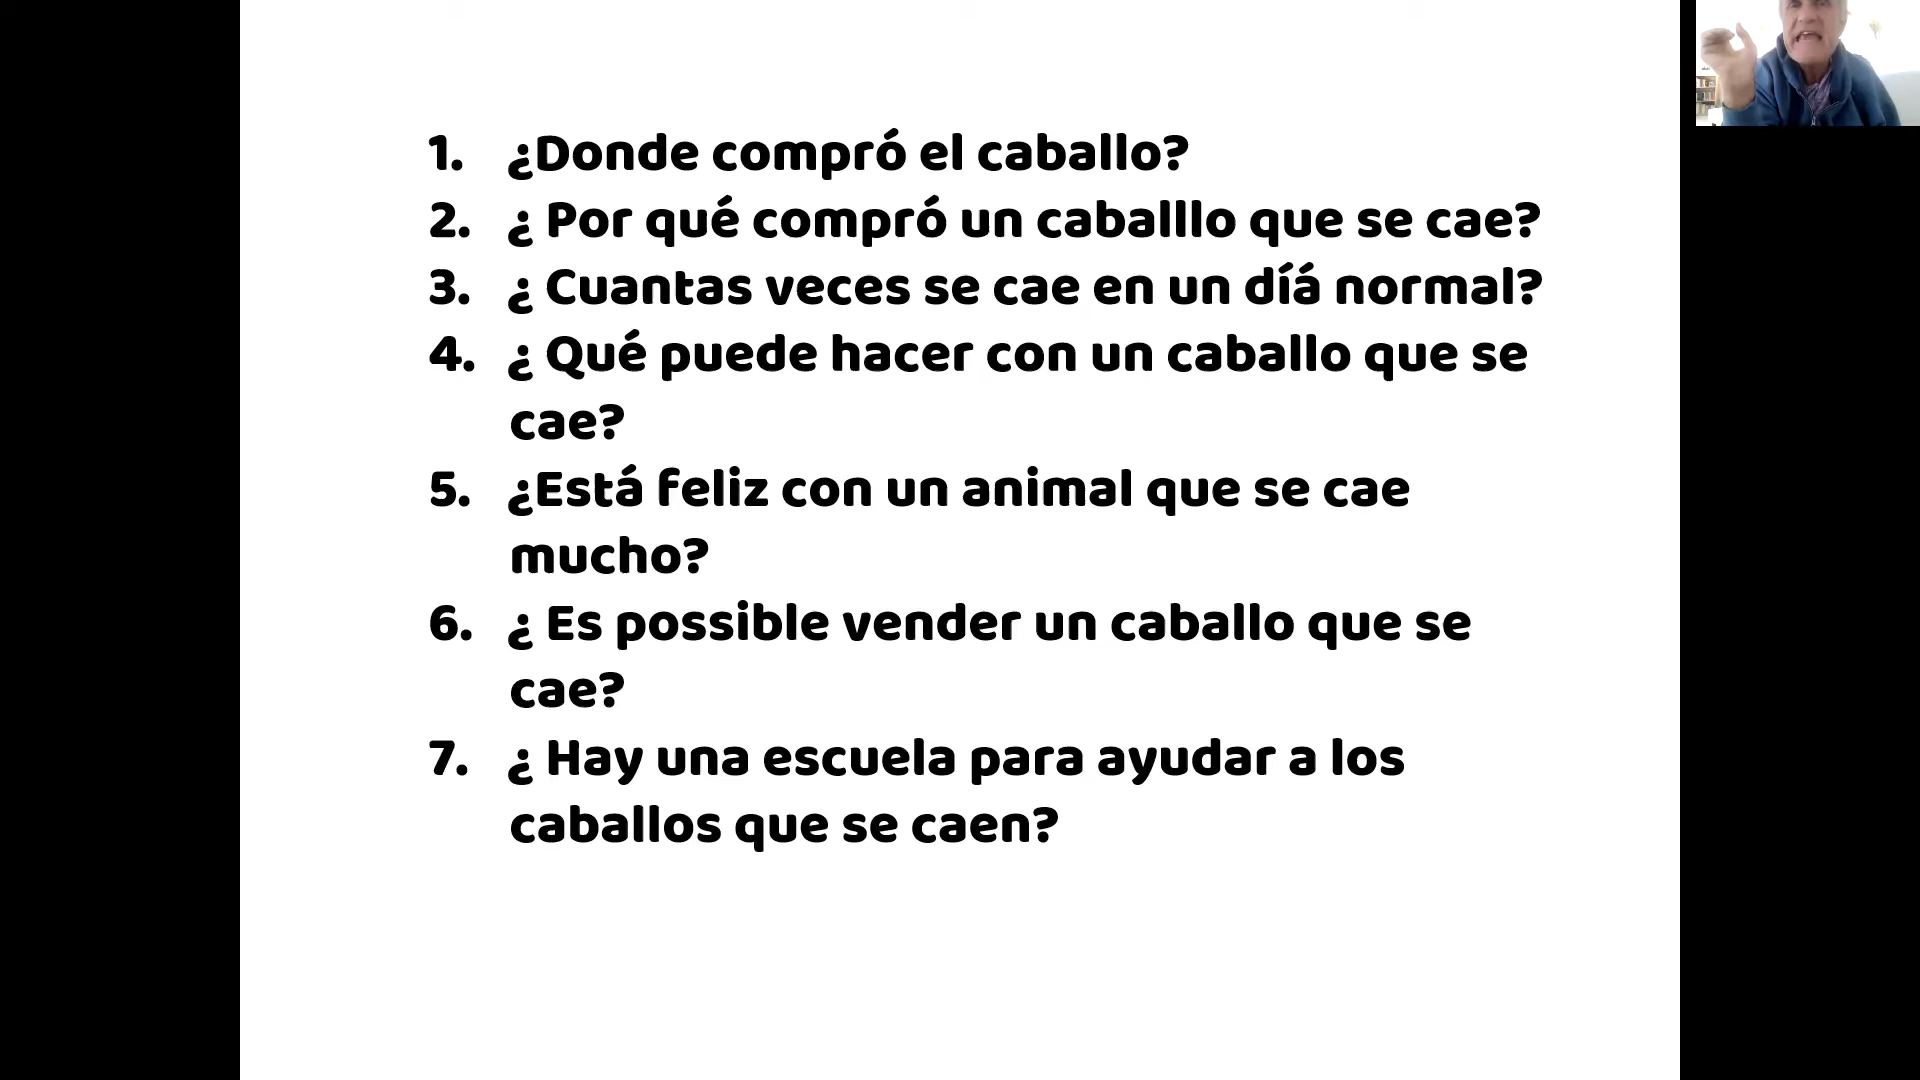 1. ¿Donde compró el caballo?
2. ¿ Por qué compró un caballlo que se cae?
3. ¿ Cuantas veces se cae en un díá normal?
4. ¿ Qué puede hacer con un caballo que se
cae?
5. ¿Está feliz con un animal que se cae
mucho?
6. ¿ Es possible vender un caballo que se
cae?
7. ¿ Hay una escuela para ayudar a los
caballos que se caen?